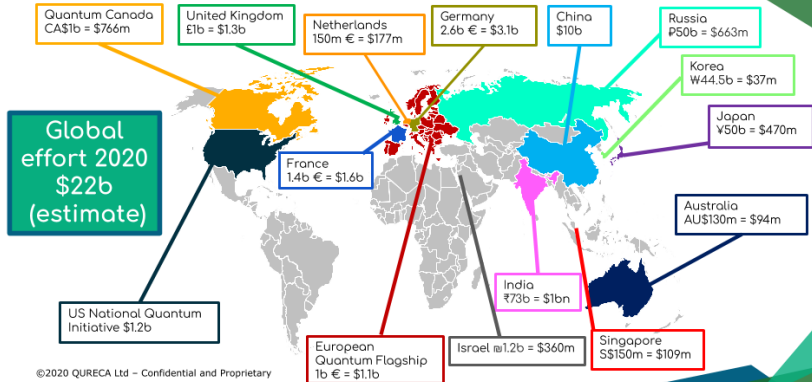 Quantum Canada
CA$1b = $766m
United Kingdom
£1b = $1.3b
Netherlands
150m € = $177m
Germany
2.6b € = $3.1b
China
$10b
Russia
₽50b = $663m
Korea
₩44.5b = $37m
Japan
¥50b = $470m
Global
effort 2020
$22b
(estimate)
France
1.4b € = $1.6b
Australia
AU$130m = $94m
US National Quantum
Initiative $1.2b
India
₹73b = $1bn
European
Quantum Flagship
1b € = $1.1b
Israel ₪1.2b = $360m
Singapore
S$150m = $109m
©2020 QURECA Ltd – Confidential and Proprietary